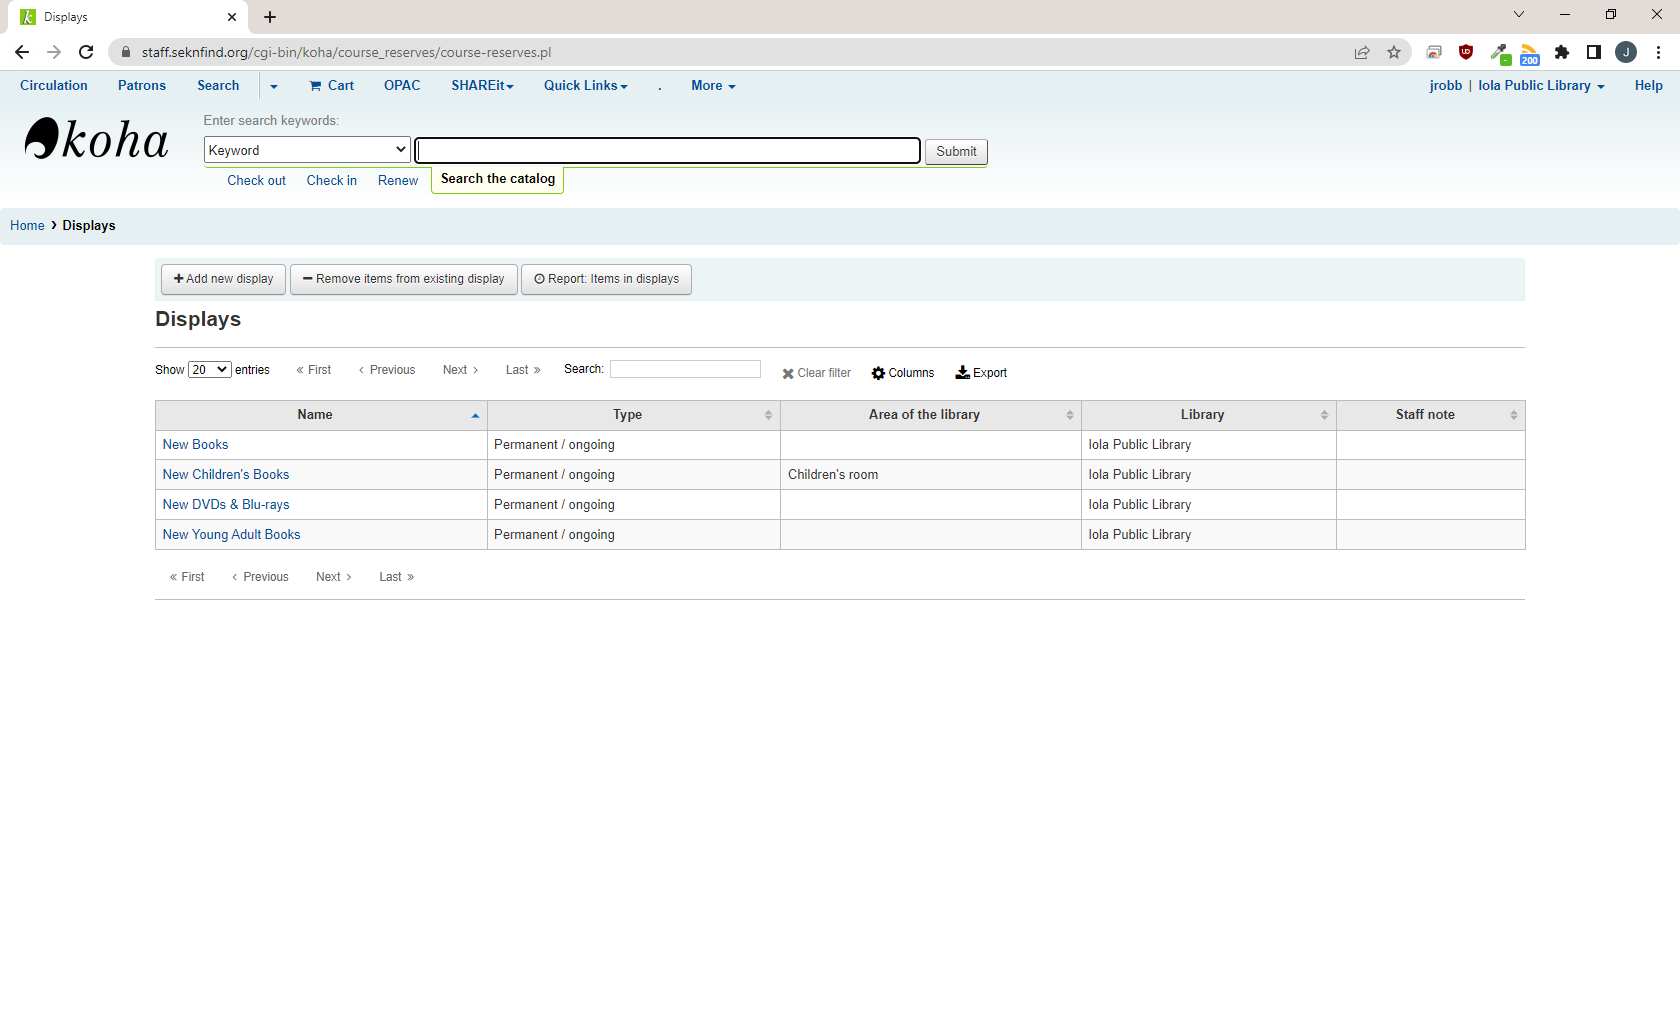 Displays
staff.seknfind.org/cgi-bin/koha/course_reserves/course-reserves.pl
200
J
Circulation Patrons Search Cart OPAC SHAREit Quick Links . More jrobb | Iola Public Library Help
koha
Enter search keywords:
Keyword Submit
Check out Check in Renew Search the catalog
Home › Displays
Add new display Remove items from existing display Report: Items in displays
Displays
Show 20 entries « First ‹ Previous Next › Last » Search: Clear filter Columns Export
Name Type Area of the library Library Staff note
New Books Permanent / ongoing Iola Public Library
New Children's Books Permanent / ongoing Children's room Iola Public Library
New DVDs & Blu-rays Permanent / ongoing Iola Public Library
New Young Adult Books Permanent / ongoing Iola Public Library
« First ‹ Previous Next › Last »